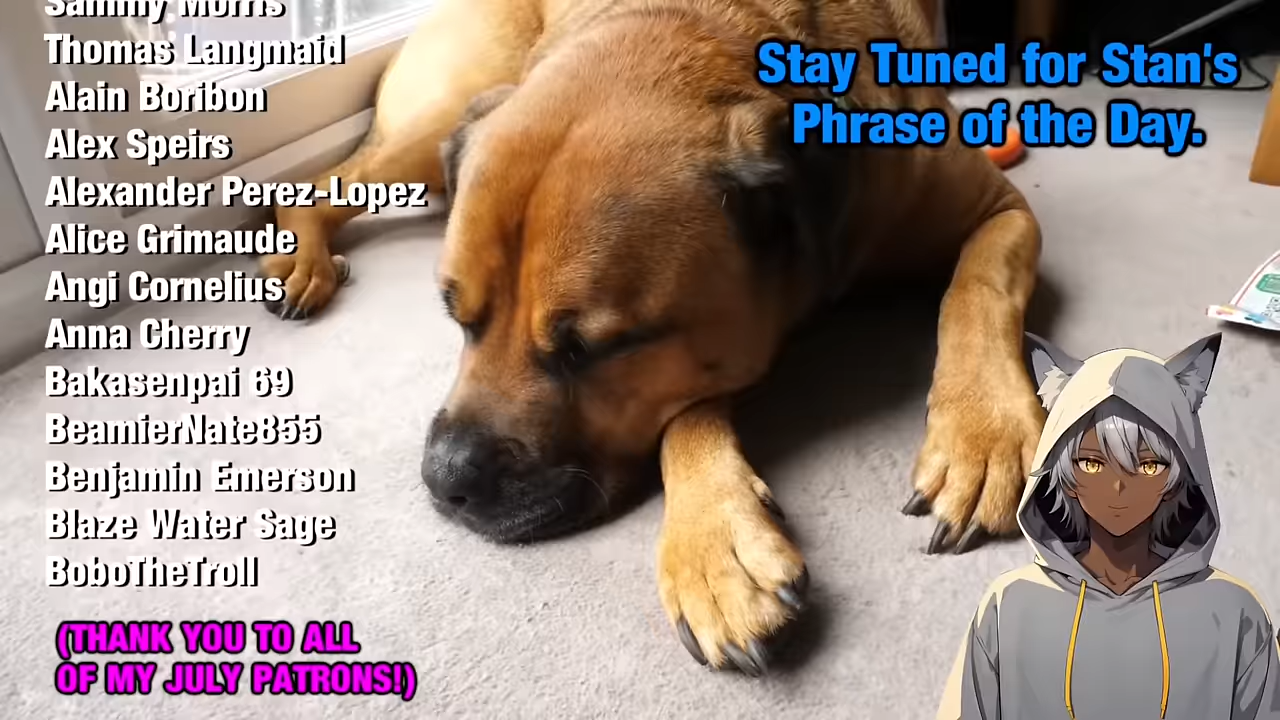 Sammy Morris
Thomas Langmaid
Alain Boribon
Alex Speirs
Alexander Perez-Lopez
Alice Grimaude
Angi Cornelius
Anna Cherry
Bakasenpai 69
BeamierNate855
Benjamin Emerson
Blaze Water Sage
BoboTheTroll
(THANK YOU TO ALL
OF MY JULY PATRONS!)
Stay Tuned for Stan's
Phrase of the Day.